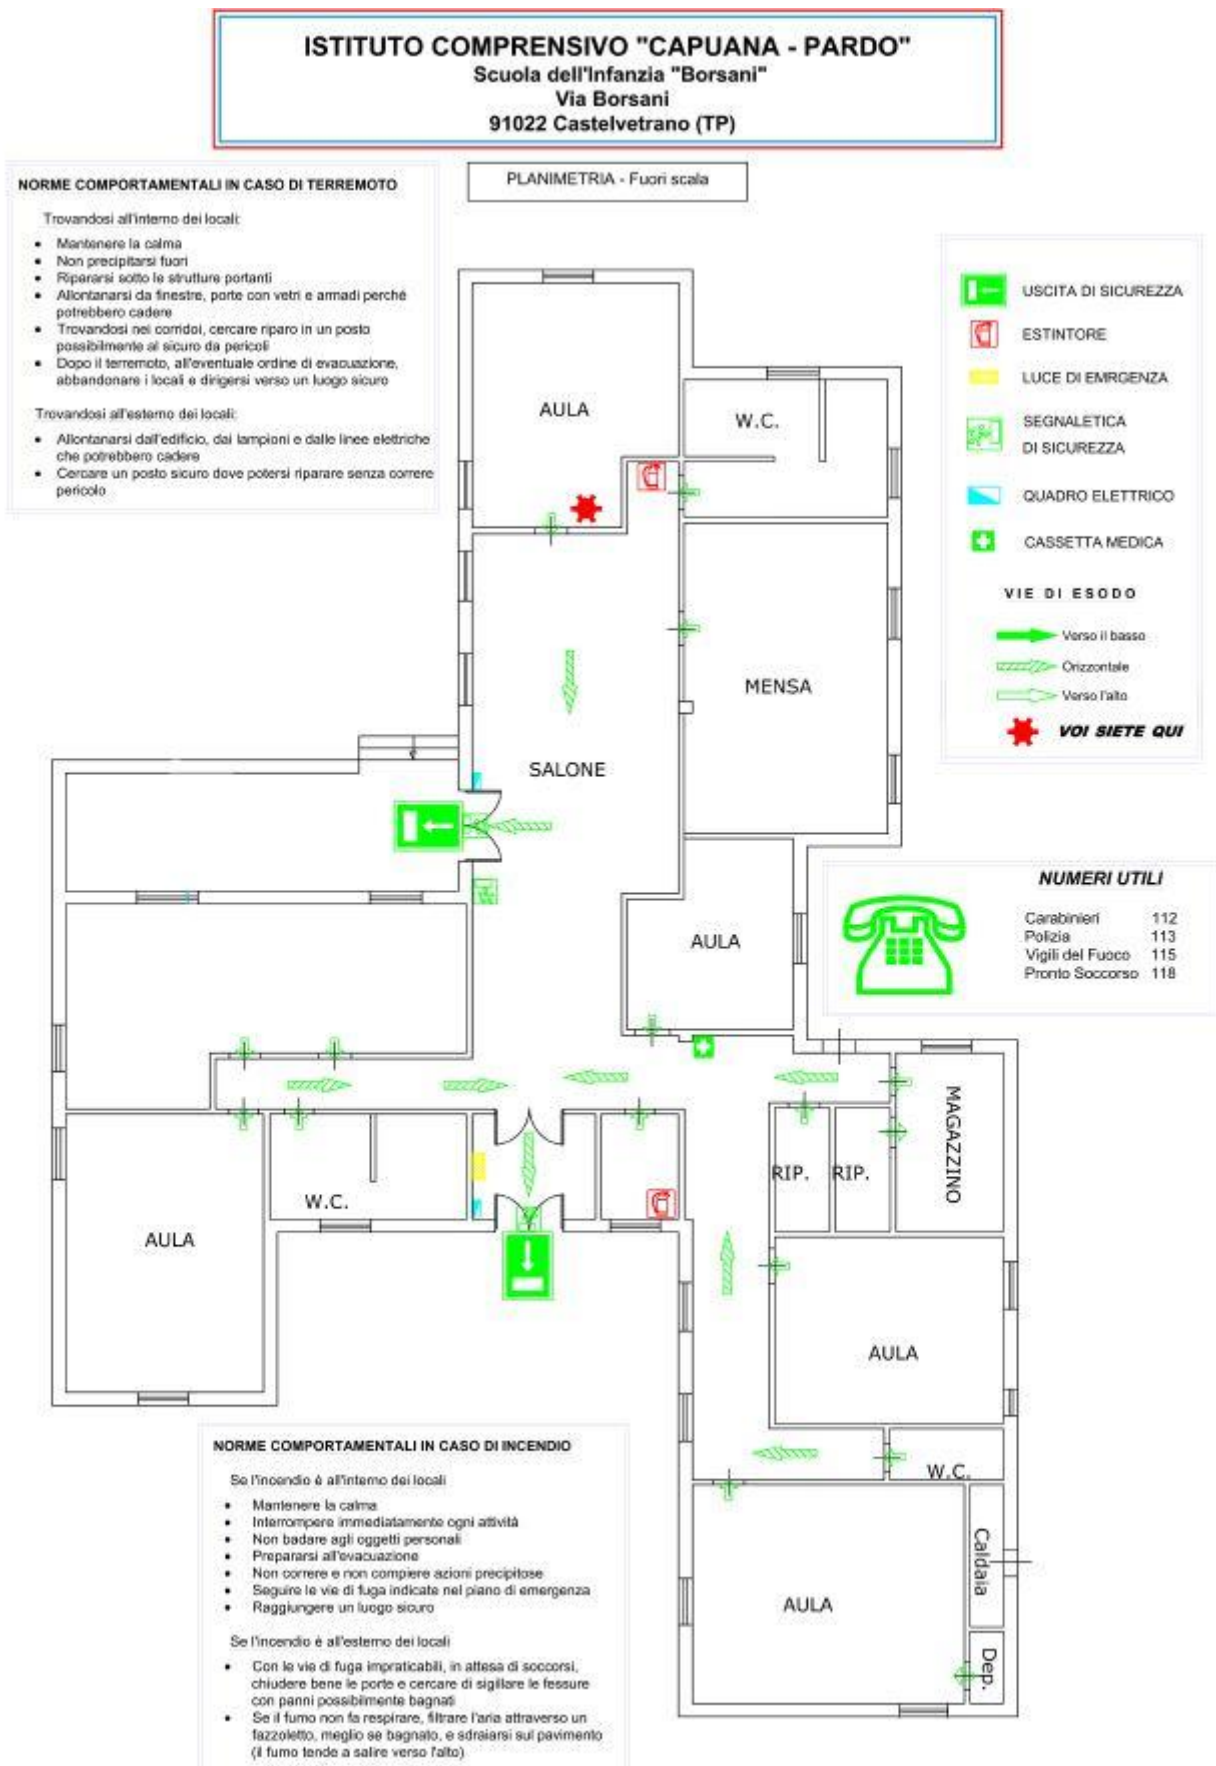 ISTITUTO COMPRENSIVO "CAPUANA - PARDO"
Scuola dell'Infanzia "Borsani"
Via Borsani
91022 Castelvetrano (TP)
PLANIMETRIA - Fuori scala
NORME COMPORTAMENTALI IN CASO DI TERREMOTO
Trovandosi all'interno dei locali:
• Mantenere la calma
• Non precipitarsi fuori
• Ripararsi sotto le strutture portanti
• Allontanarsi da finestre, porte con vetri e armadi perché
potrebbero cadere
• Trovandosi nei corridoi, cercare riparo in un posto
possibilmente al sicuro da pericoli
• Dopo il terremoto, all'eventuale ordine di evacuazione,
abbandonare i locali e dirigersi verso un luogo sicuro
Trovandosi all'esterno dei locali:
• Allontanarsi dall'edificio, dai lampioni e dalle linee elettriche
che potrebbero cadere
• Cercare un posto sicuro dove potersi riparare senza correre
pericolo
USCITA DI SICUREZZA
ESTINTORE
LUCE DI EMRGENZA
SEGNALETICA
DI SICUREZZA
QUADRO ELETTRICO
CASSETTA MEDICA
VIE DI ESODO
Verso il basso
Orizzontale
Verso l'alto
VOI SIETE QUI
AULA
W.C.
MENSA
SALONE
AULA
NUMERI UTILI
Carabinieri 112
Polizia 113
Vigili del Fuoco 115
Pronto Soccorso 118
MAGAZZINO
RIP.
RIP.
W.C.
AULA
AULA
W.C.
Caldaia
AULA
Dep.
NORME COMPORTAMENTALI IN CASO DI INCENDIO
Se l'incendio è all'interno dei locali
• Mantenere la calma
• Interrompere immediatamente ogni attività
• Non badare agli oggetti personali
• Prepararsi all'evacuazione
• Non correre e non compiere azioni precipitose
• Seguire le vie di fuga indicate nel piano di emergenza
• Raggiungere un luogo sicuro
Se l'incendio è all'esterno dei locali
• Con le vie di fuga impraticabili, in attesa di soccorsi,
chiudere bene le porte e cercare di sigillare le fessure
con panni possibilmente bagnati
• Se il fumo non fa respirare, filtrare l'aria attraverso un
fazzoletto, meglio se bagnato, e sdraiarsi sul pavimento
(il fumo tende a salire verso l'alto)